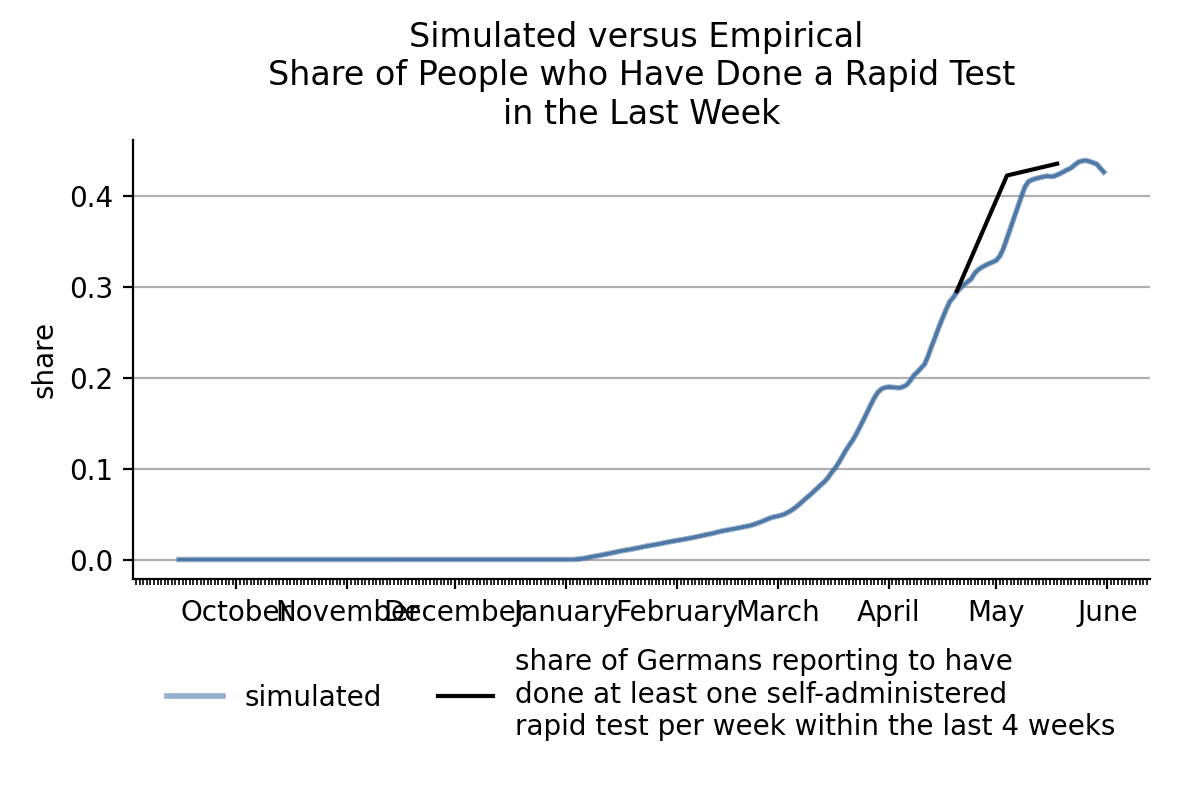 Simulated versus Empirical
Share of People who Have Done a Rapid Test
in the Last Week
share
0.4
0.3
0.2
0.1
0.0
October November December January February March April May June
simulated
share of Germans reporting to have
done at least one self-administered
rapid test per week within the last 4 weeks